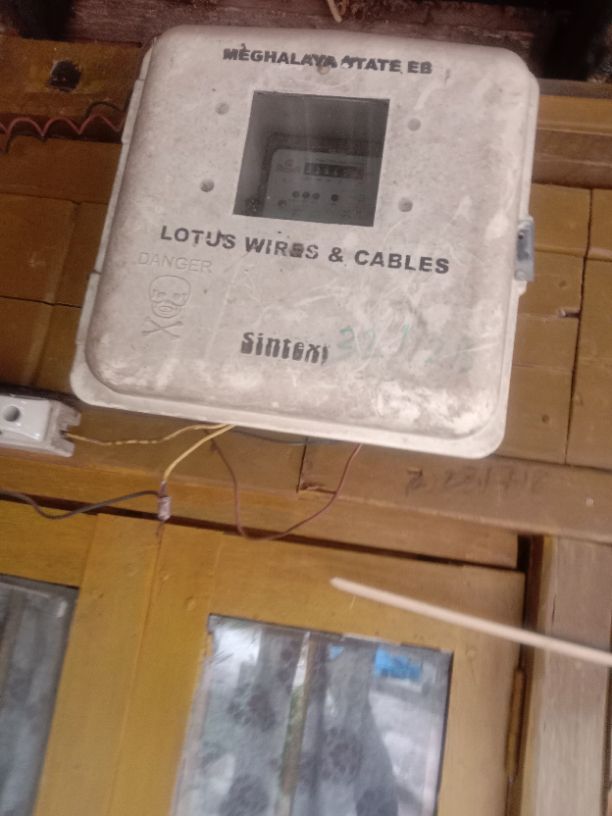 MEGHALAYA STATE EB
LOTUS WIRES & CABLES
DANGER
Sintex